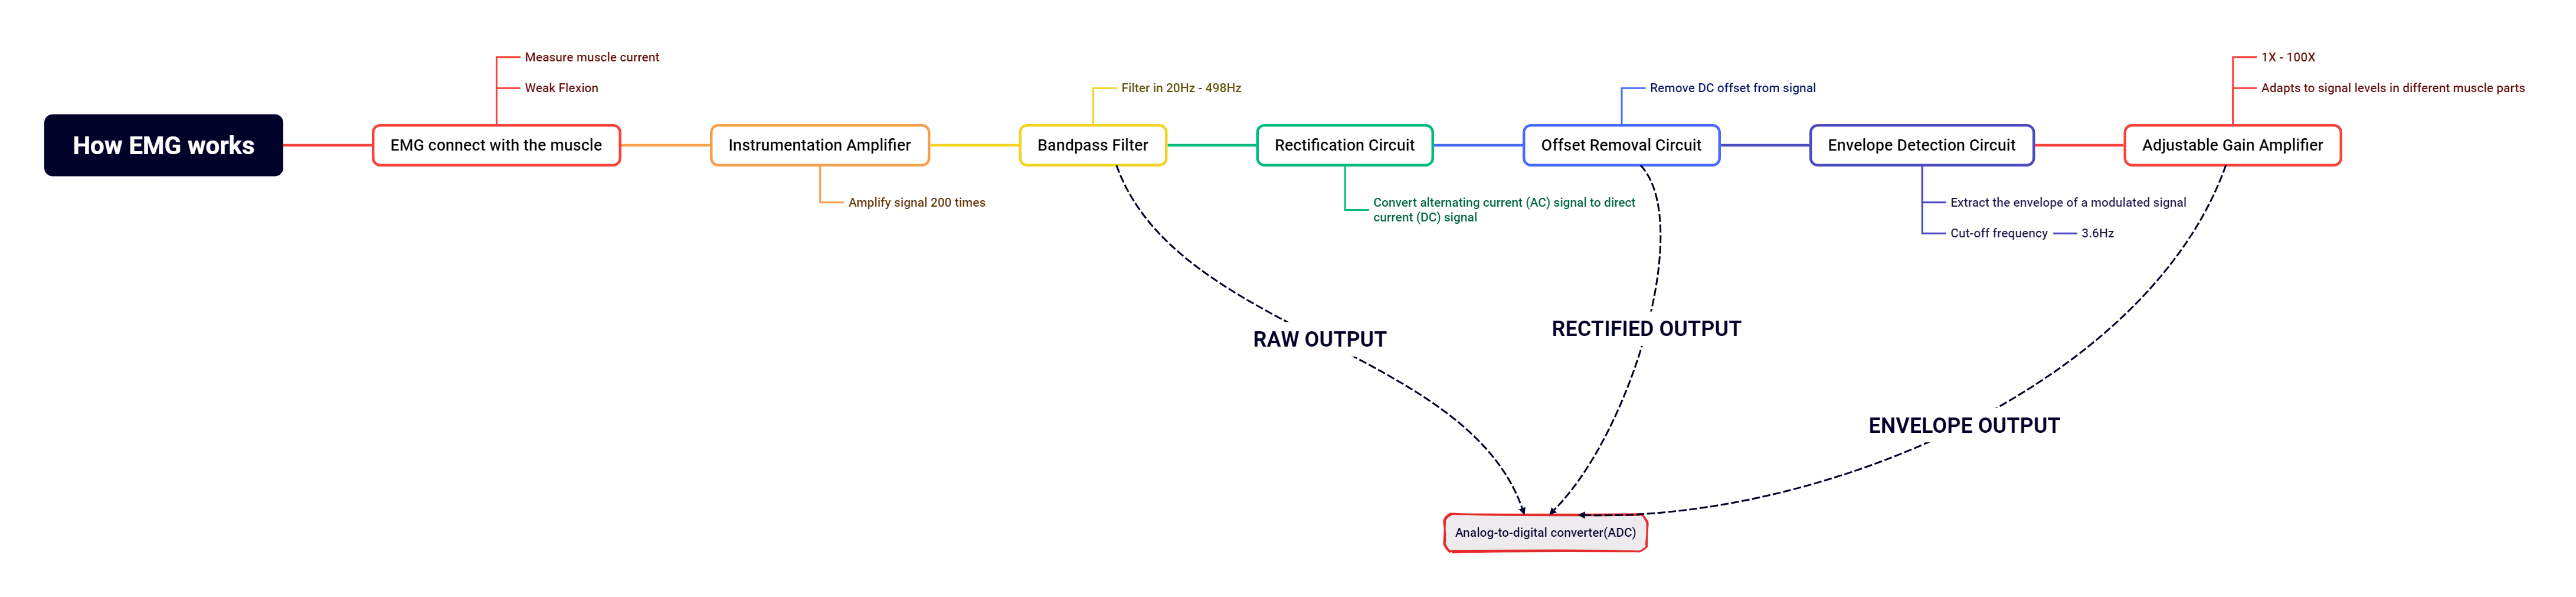 How EMG works
Measure muscle current
Weak Flexion
EMG connect with the muscle
Instrumentation Amplifier
Amplify signal 200 times
Filter in 20Hz - 498Hz
Bandpass Filter
Rectification Circuit
Convert alternating current (AC) signal to direct
current (DC) signal
Remove DC offset from signal
Offset Removal Circuit
Envelope Detection Circuit
Extract the envelope of a modulated signal
Cut-off frequency
3.6Hz
1X - 100X
Adapts to signal levels in different muscle parts
Adjustable Gain Amplifier
RAW OUTPUT
RECTIFIED OUTPUT
ENVELOPE OUTPUT
Analog-to-digital converter(ADC)